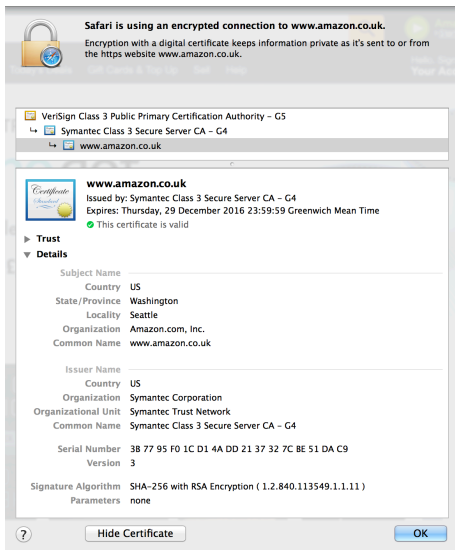 Safari is using an encrypted connection to www.amazon.co.uk.
Encryption with a digital certificate keeps information private as it's sent to or from
the https website www.amazon.co.uk.
VeriSign Class 3 Public Primary Certification Authority - G5
Symantec Class 3 Secure Server CA - G4
www.amazon.co.uk
Certificate
Standard
www.amazon.co.uk
Issued by: Symantec Class 3 Secure Server CA - G4
Expires: Thursday, 29 December 2016 23:59:59 Greenwich Mean Time
This certificate is valid
Trust
Details
Subject Name
Country US
State/Province Washington
Locality Seattle
Organization Amazon.com, Inc.
Common Name www.amazon.co.uk
Issuer Name
Country US
Organization Symantec Corporation
Organizational Unit Symantec Trust Network
Common Name Symantec Class 3 Secure Server CA - G4
Serial Number 3B 77 95 F0 1C D1 4A DD 21 37 32 7C BE 51 DA C9
Version 3
Signature Algorithm SHA-256 with RSA Encryption ( 1.2.840.113549.1.1.11 )
Parameters none
?
Hide Certificate
OK